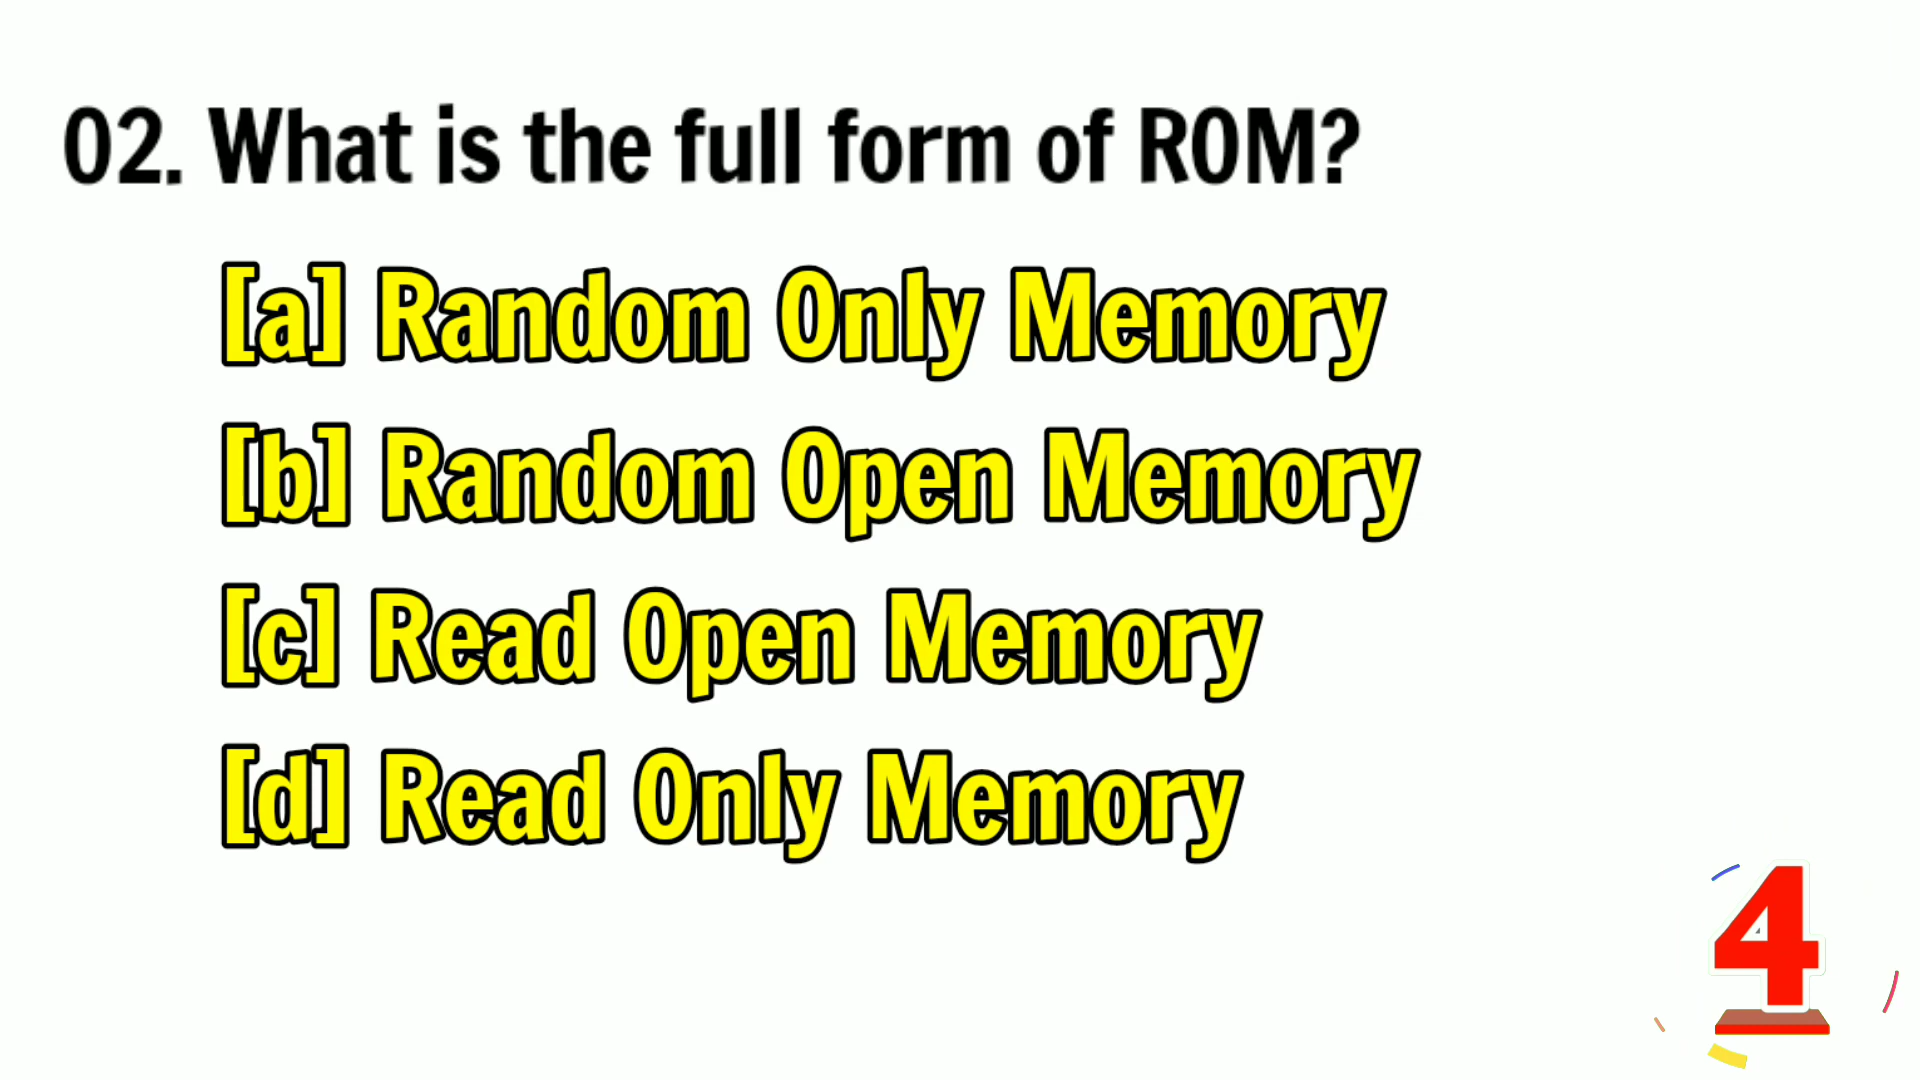 02. What is the full form of ROM?
[a] Random Only Memory
[b] Random Open Memory
[c] Read Open Memory
[d] Read Only Memory
4